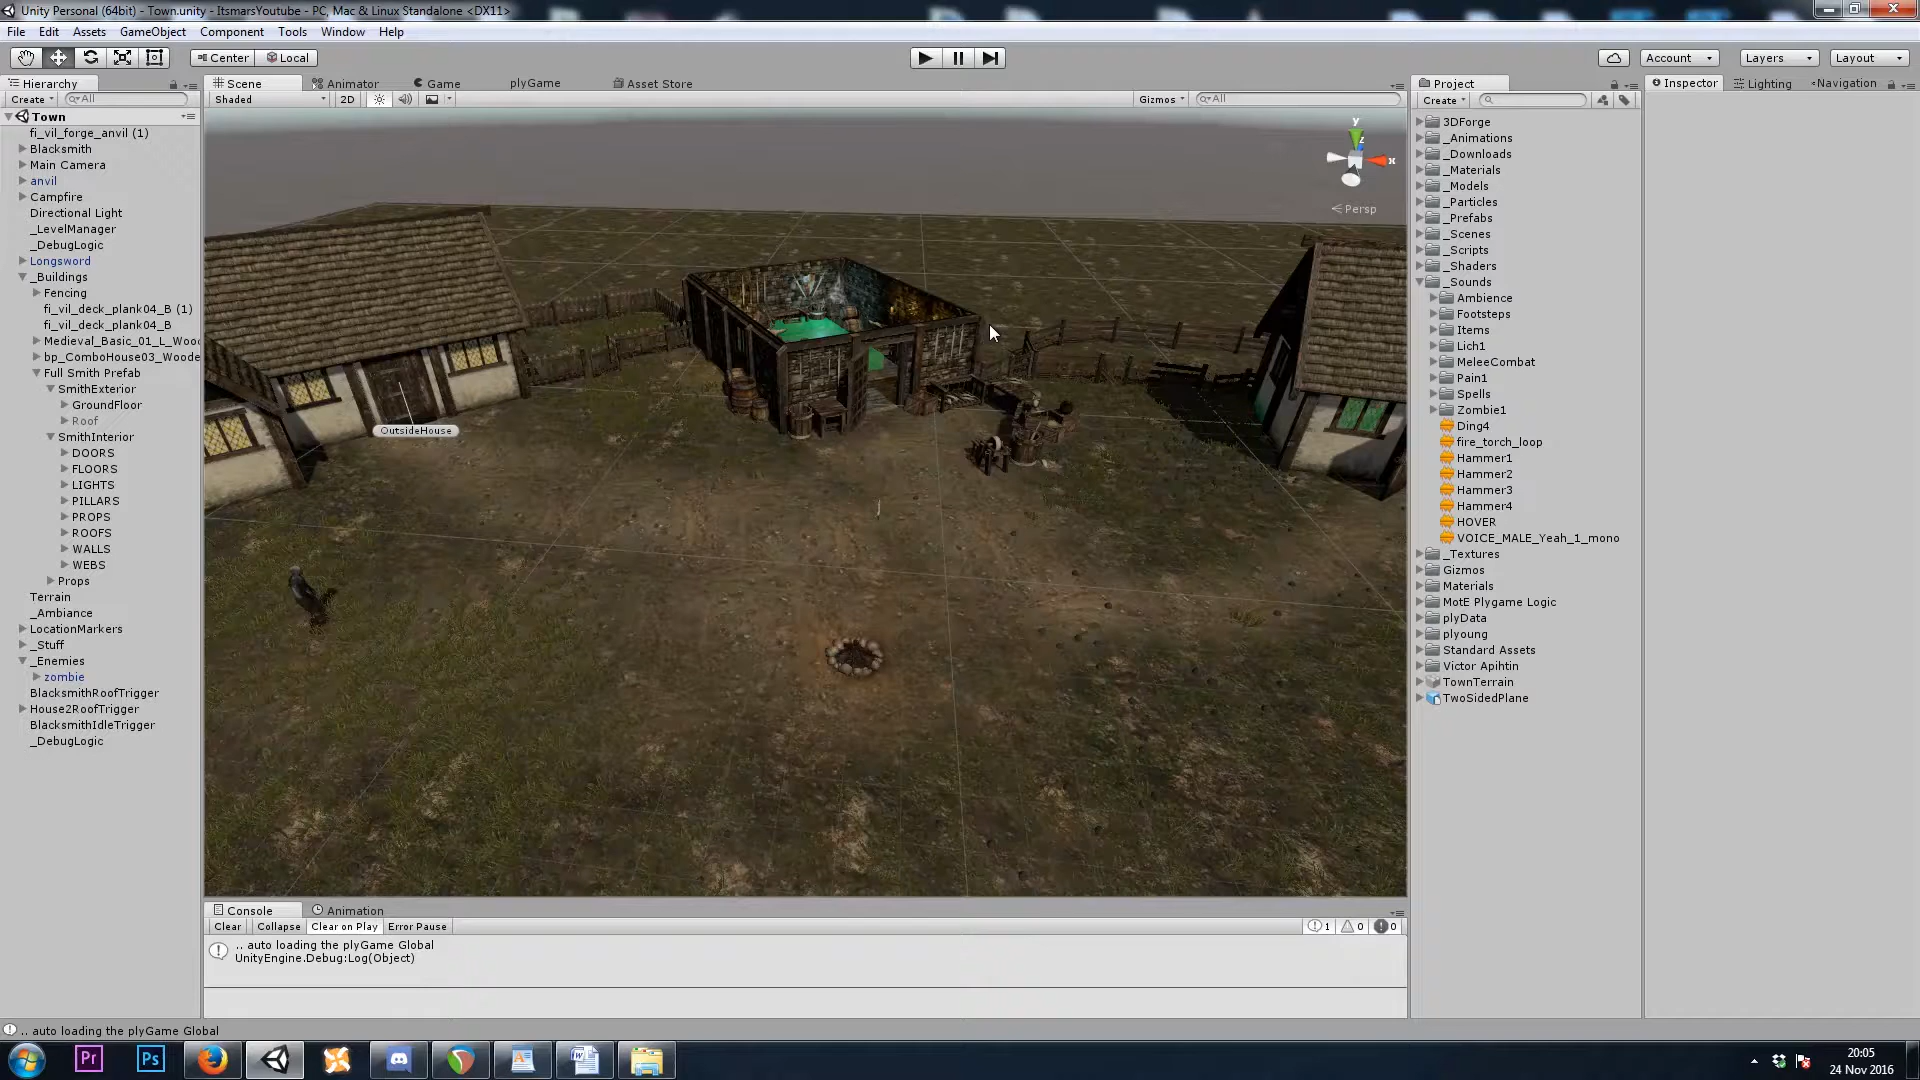 Unity Personal (64bit) - Town.unity - ItsmarsYoutube - PC, Mac & Linux Standalone <DX11>
File Edit Assets GameObject Component Tools Window Help
Center Local Account Layers Layout
Hierarchy
Create All
Town
fi_vil_forge_anvil (1)
Blacksmith
Main Camera
anvil
Campfire
Directional Light
_LevelManager
_DebugLogic
Longsword
_Buildings
Fencing
fi_vil_deck_plank04_B (1)
fi_vil_deck_plank04_B
Medieval_Basic_01_L_Woo
bp_ComboHouse03_Woode
Full Smith Prefab
SmithExterior
GroundFloor
Roof
SmithInterior
DOORS
FLOORS
LIGHTS
PILLARS
PROPS
ROOFS
WALLS
WEBS
Props
Terrain
_Ambiance
LocationMarkers
_Stuff
_Enemies
zombie
BlacksmithRoofTrigger
House2RoofTrigger
BlacksmithIdleTrigger
_DebugLogic
Scene Animator Game plyGame Asset Store
Shaded 2D Gizmos All
y
z
x
Persp
OutsideHouse
Console Animation
Clear Collapse Clear on Play Error Pause 1 0 0
.. auto loading the plyGame Global
UnityEngine.Debug:Log(Object)
Project
Create
3DForge
_Animations
_Downloads
_Materials
_Models
_Particles
_Prefabs
_Scenes
_Scripts
_Shaders
_Sounds
Ambience
Footsteps
Items
Lich1
MeleeCombat
Pain1
Spells
Zombie1
Ding4
fire_torch_loop
Hammer1
Hammer2
Hammer3
Hammer4
HOVER
VOICE_MALE_Yeah_1_mono
_Textures
Gizmos
Materials
MotE Plygame Logic
plyData
plyoung
Standard Assets
Victor Apihtin
TownTerrain
TwoSidedPlane
Inspector Lighting Navigation
.. auto loading the plyGame Global
Pr Ps W
20:05
24 Nov 2016